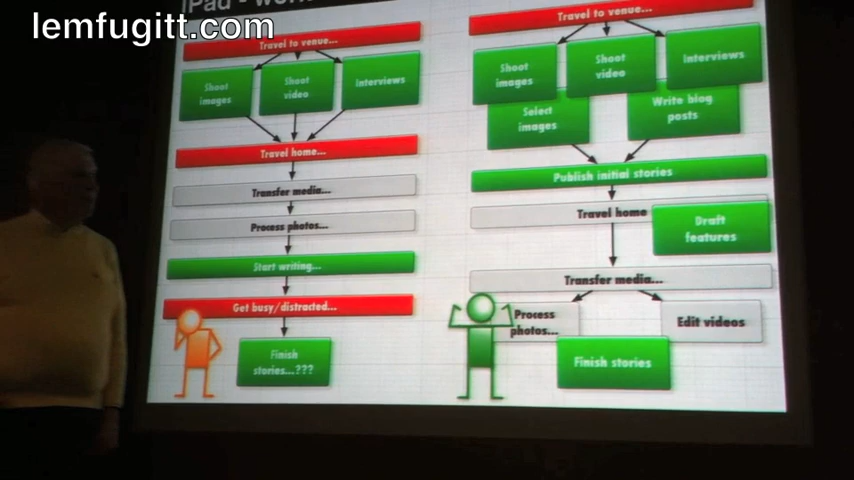 iPad - work
lemfugitt.com
Travel to venue...
Shoot
images
Shoot
video
Interviews
Travel home...
Transfer media...
Process photos...
Start writing...
Get busy/distracted...
Finish
stories...???
Travel to venue...
Shoot
images
Shoot
video
Interviews
Select
images
Write blog
posts
Publish initial stories
Travel home
Draft
features
Transfer media...
Process
photos...
Edit videos
Finish stories